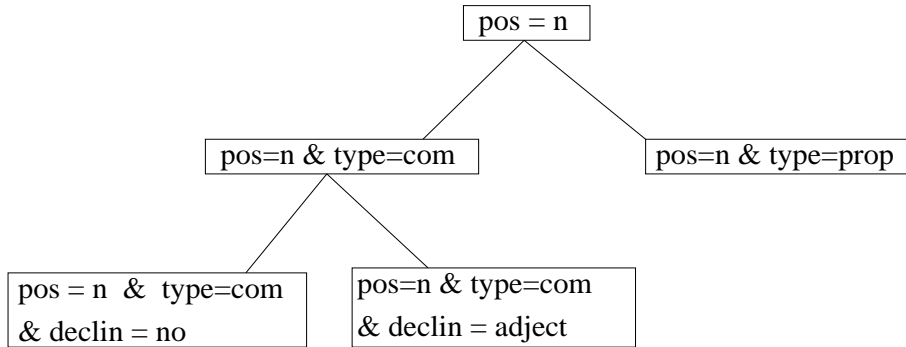 pos = n
pos=n & type=com
pos=n & type=prop
pos = n & type=com
& declin = no
pos=n & type=com
& declin = adject